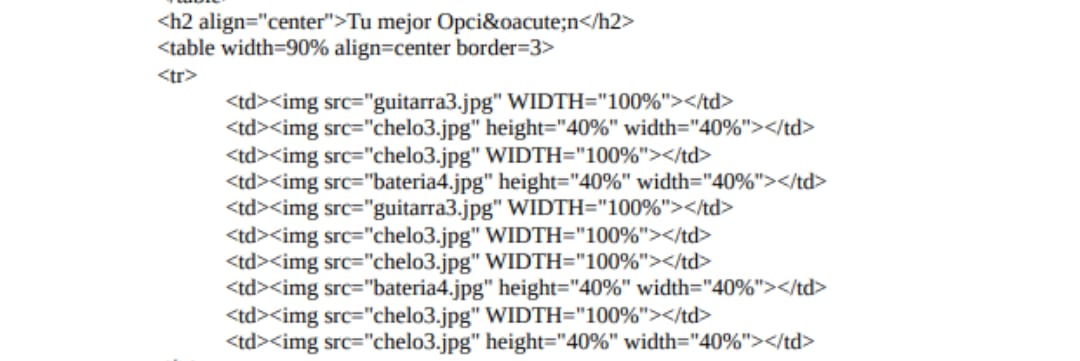 <h2 align="center">Tu mejor Opci&oacute;n</h2>
<table width=90% align=center border=3>
<tr>
<td><img src="guitarra3.jpg" WIDTH="100%"></td>
<td><img src="chelo3.jpg" height="40%" width="40%"></td>
<td><img src="chelo3.jpg" WIDTH="100%"></td>
<td><img src="bateria4.jpg" height="40%" width="40%"></td>
<td><img src="guitarra3.jpg" WIDTH="100%"></td>
<td><img src="chelo3.jpg" WIDTH="100%"></td>
<td><img src="chelo3.jpg" WIDTH="100%"></td>
<td><img src="bateria4.jpg" height="40%" width="40%"></td>
<td><img src="chelo3.jpg" WIDTH="100%"></td>
<td><img src="chelo3.jpg" height="40%" width="40%"></td>